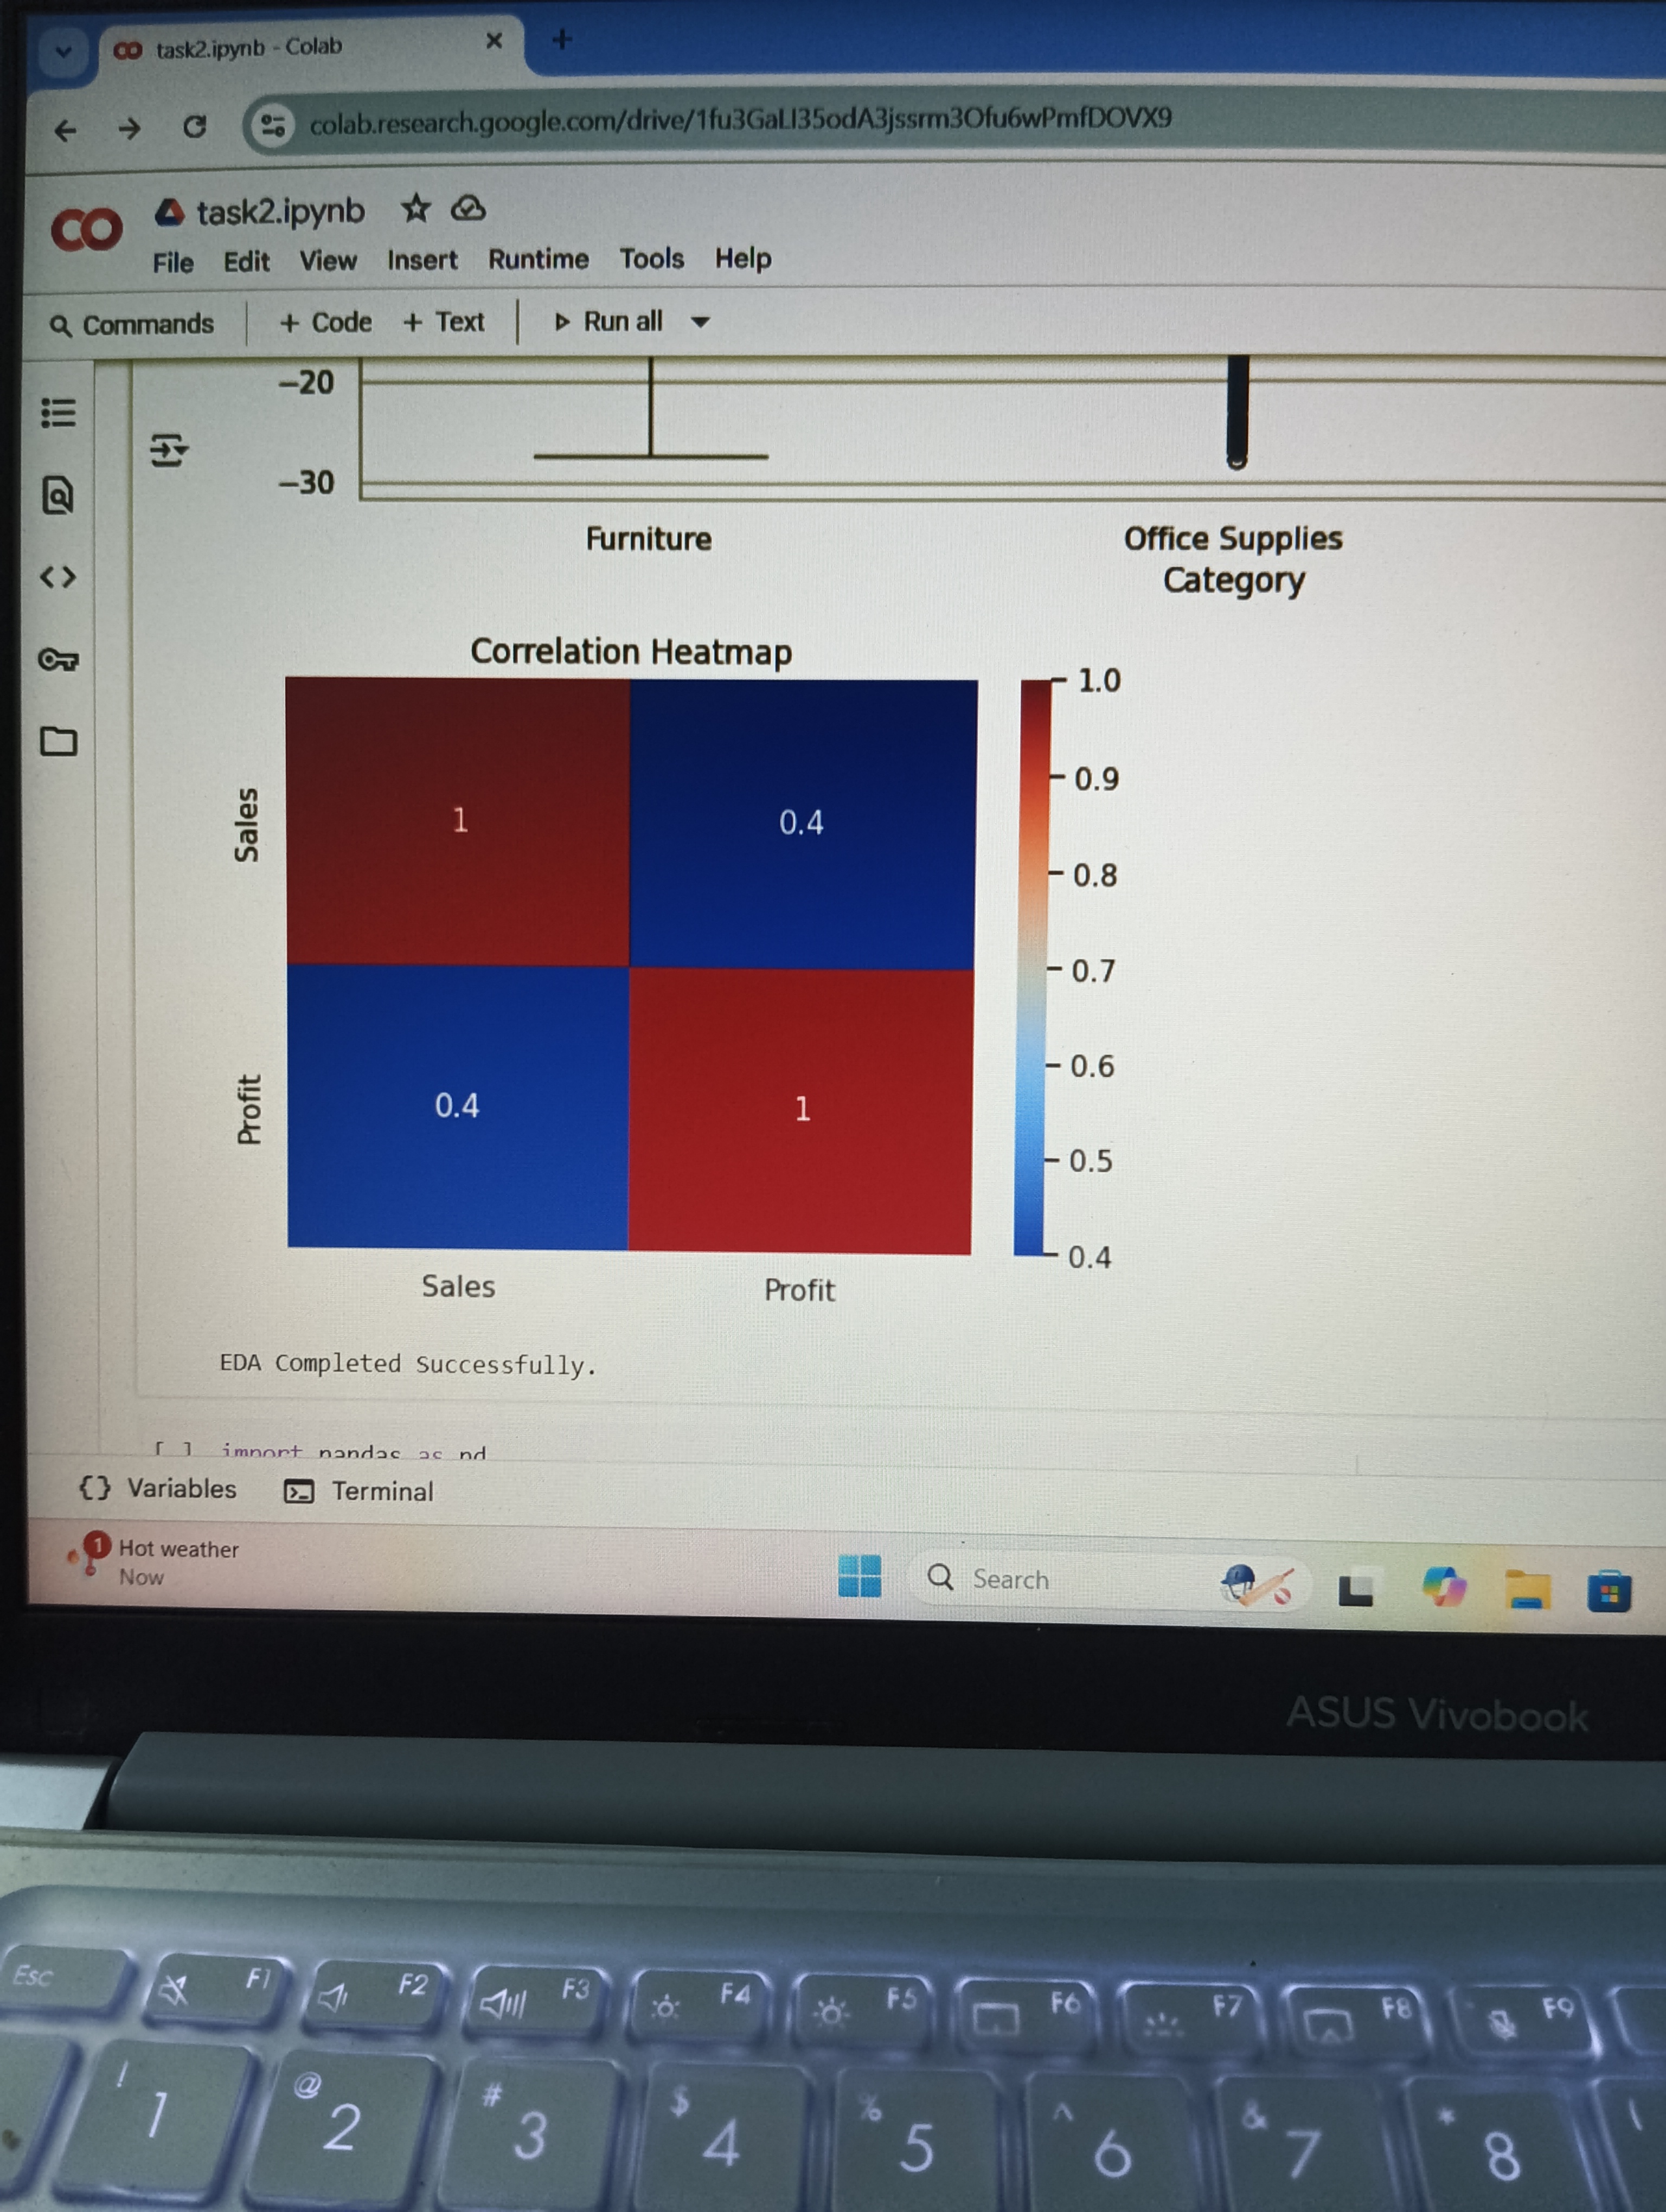 task2.ipynb - Colab
colab.research.google.com/drive/1fu3GaLl35odA3jssrm3Ofu6wPmfDOVX9
task2.ipynb
File Edit View Insert Runtime Tools Help
Commands + Code + Text Run all
−20
−30
Furniture Office Supplies
Category
Correlation Heatmap
1.0
0.9
Sales 1 0.4
0.8
0.7
0.6
Profit 0.4 1
0.5
0.4
Sales Profit
EDA Completed Successfully.
[ ] import pandas as pd
{} Variables Terminal
1 Hot weather
Now
Search
ASUS Vivobook
Esc F1 F2 F3 F4 F5 F6 F7 F8 F9
! @ # $ % ^ & * (
1 2 3 4 5 6 7 8